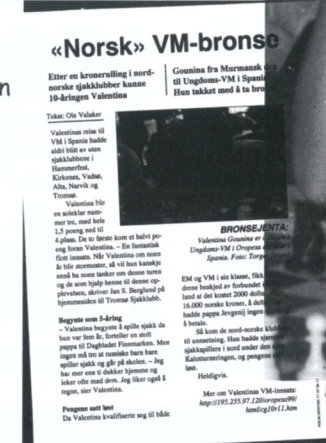 «Norsk» VM-bronse
Etter en kronerulling i nord-
norske sjakklubber kunne
10-åringen Valentina
Gounina fra Murmansk dra
til Ungdoms-VM i Spania
Hun takket med å ta bro
Tekst: Ole Valaker
Valentinas reise til
VM i Spania hadde
aldri blitt av uten
sjakklubbene i
Hammerfest,
Kirkenes, Vadsø,
Alta, Narvik og
Tromsø.
Valentina ble
en soleklar num-
mer tre, med hele
1,5 poeng ned til
4.plass. De to første kom et halvt po-
eng foran Valentina. – En fantastisk
flott innsats. Når Valentina om noen
år blir stormester, så vil hun kanskje
ennå ha noen tanker om denne turen
og de som hjalp henne til denne op-
plevelsen, skriver Jan S. Berglund på
hjemmesiden til Tromsø Sjakklubb.
Begynte som 5-åring
– Valentina begynte å spille sjakk da
hun var fem år, forteller en stolt
pappa til Dagbladet Finnmarken. Men
ingen må tro at russiske barn bare
spiller sjakk og går på skolen. – Jeg
har mer enn ti dukker hjemme og
leker ofte med dem. Jeg liker også å
tegne, sier Valentina.
Pengene satt løst
Da Valentina kvalifiserte seg til både
BRONSEJENTA:
Valentina Gounina
Ungdoms-VM i Oropesa
Spania. Foto:
EM og VM i sin klasse, fikk
drene beskjed av forbundet i
land at det kostet 2000 dolla
16.000 norske kroner, å delta
hadde pappa Jevgenij ingen
å betale.
Så kom de nord-norske klub
til unnsetning. Hun hadde sjarm
sjakkspillere i nord under den
Kalottturneringen, og pengene
løst.
Heldigvis.
Mer om Valentinas VM-innsats:
http://195.235.97.120/oropesa99/
html/cg10r11.htm